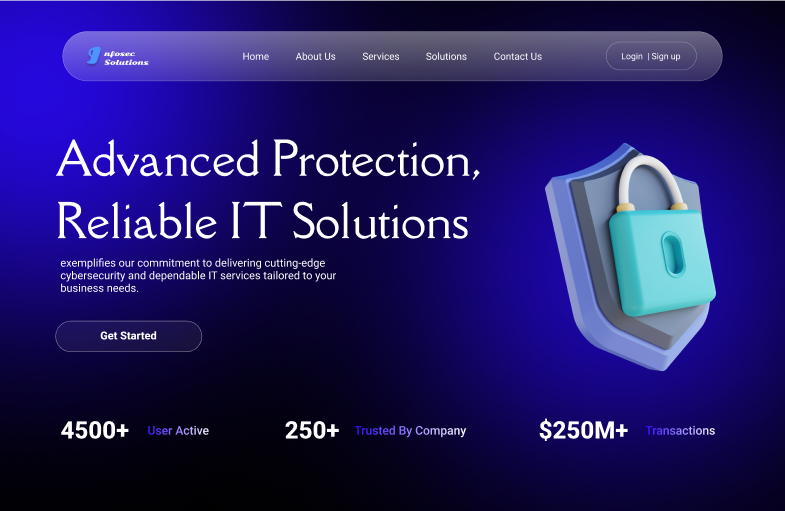 Infosec
Solutions
Home About Us Services Solutions Contact Us Login | Sign up
Advanced Protection,
Reliable IT Solutions
exemplifies our commitment to delivering cutting-edge
cybersecurity and dependable IT services tailored to your
business needs.
Get Started
4500+ User Active 250+ Trusted By Company $250M+ Transactions